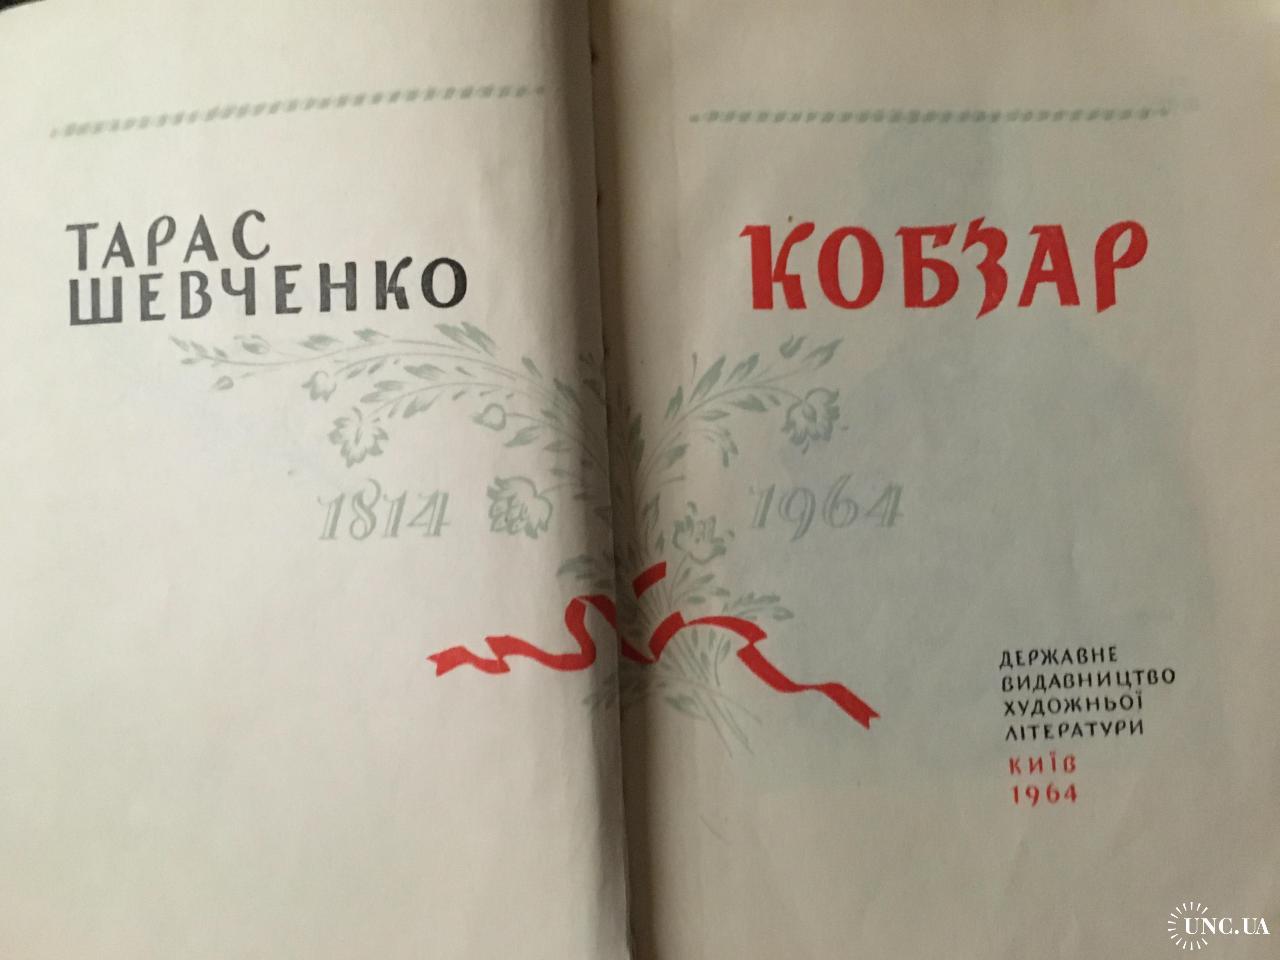 ТАРАС
ШЕВЧЕНКО
1814
КОБЗАР
1964
ДЕРЖАВНЕ
ВИДАВНИЦТВО
ХУДОЖНЬОЇ
ЛІТЕРАТУРИ
КИЇВ
1964
UNC.UA